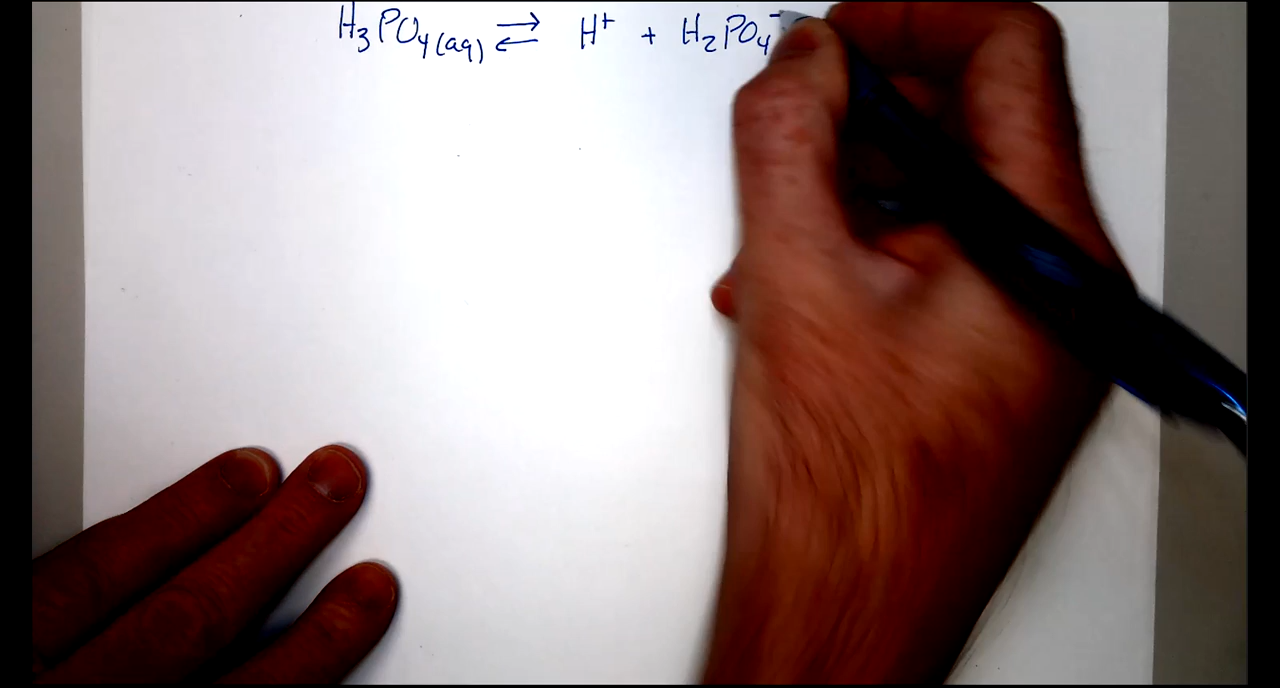 H₃PO₄(aq) ⇌ H⁺ + H₂PO₄⁻